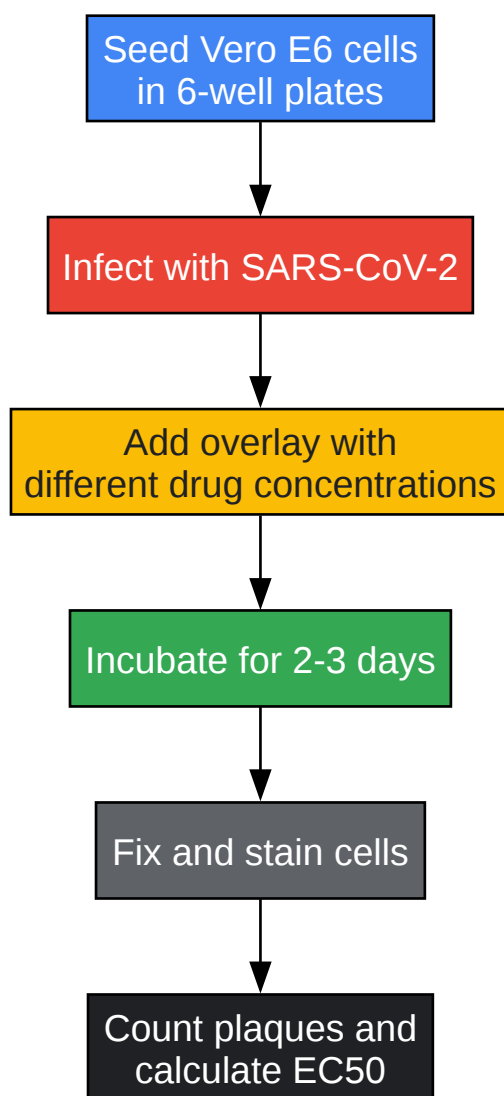 Seed Vero E6 cells
in 6-well plates
Infect with SARS-CoV-2
Add overlay with
different drug concentrations
Incubate for 2-3 days
Fix and stain cells
Count plaques and
calculate EC50